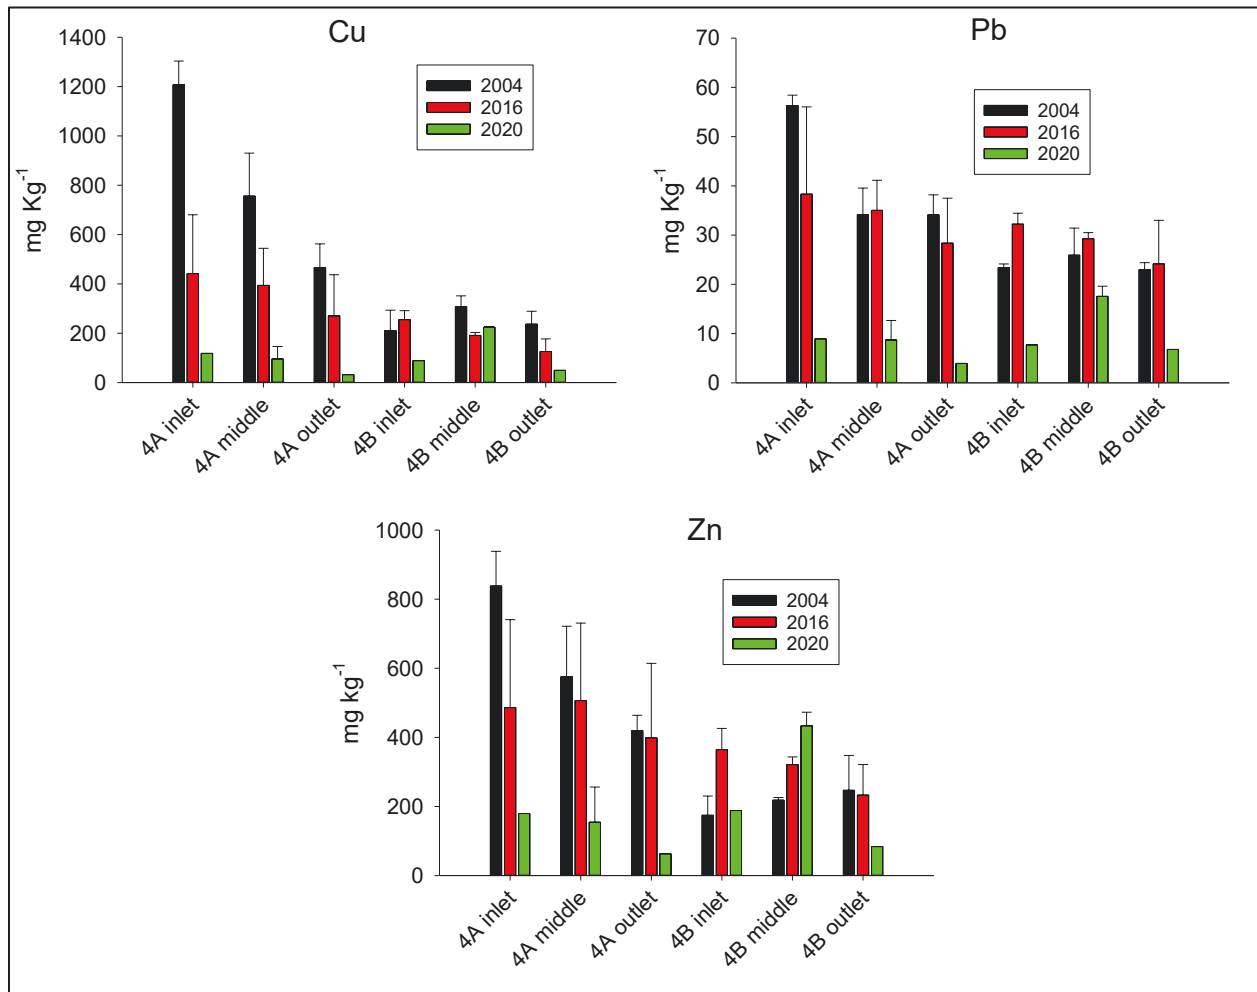 Cu
1400
1200
1000
800
600
400
200
0
mg Kg-1
2004
2016
2020
4A inlet
4A middle
4A outlet
4B inlet
4B middle
4B outlet
Pb
70
60
50
40
30
20
10
0
mg Kg-1
2004
2016
2020
4A inlet
4A middle
4A outlet
4B inlet
4B middle
4B outlet
Zn
1000
800
600
400
200
0
mg kg-1
2004
2016
2020
4A inlet
4A middle
4A outlet
4B inlet
4B middle
4B outlet